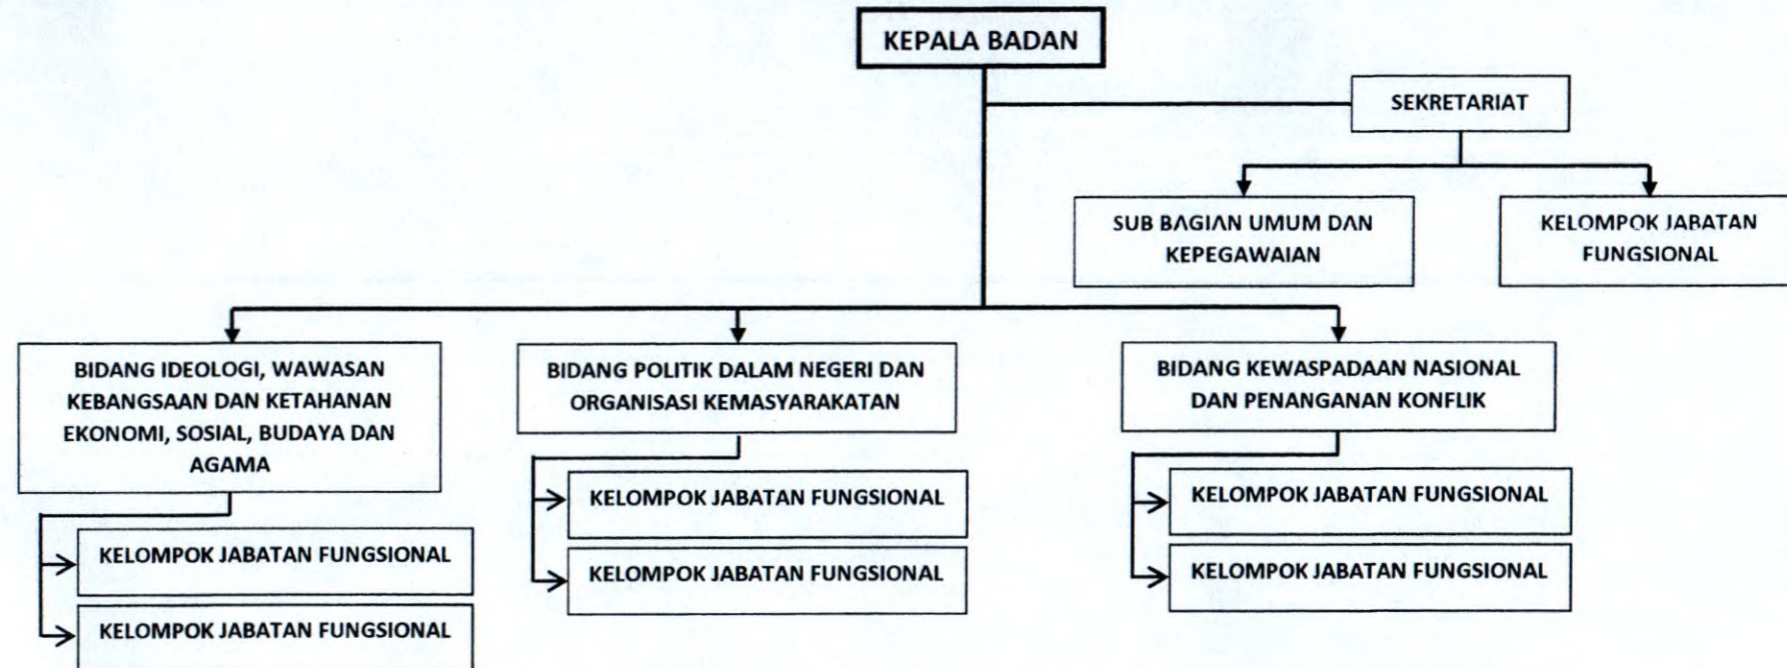 KEPALA BADAN
SEKRETARIAT
SUB BAGIAN UMUM DAN
KEPEGAWAIAN
KELOMPOK JABATAN
FUNGSIONAL
BIDANG IDEOLOGI, WAWASAN
KEBANGSAAN DAN KETAHANAN
EKONOMI, SOSIAL, BUDAYA DAN
AGAMA
KELOMPOK JABATAN FUNGSIONAL
KELOMPOK JABATAN FUNGSIONAL
BIDANG POLITIK DALAM NEGERI DAN
ORGANISASI KEMASYARAKATAN
KELOMPOK JABATAN FUNGSIONAL
KELOMPOK JABATAN FUNGSIONAL
BIDANG KEWASPADAAN NASIONAL
DAN PENANGANAN KONFLIK
KELOMPOK JABATAN FUNGSIONAL
KELOMPOK JABATAN FUNGSIONAL